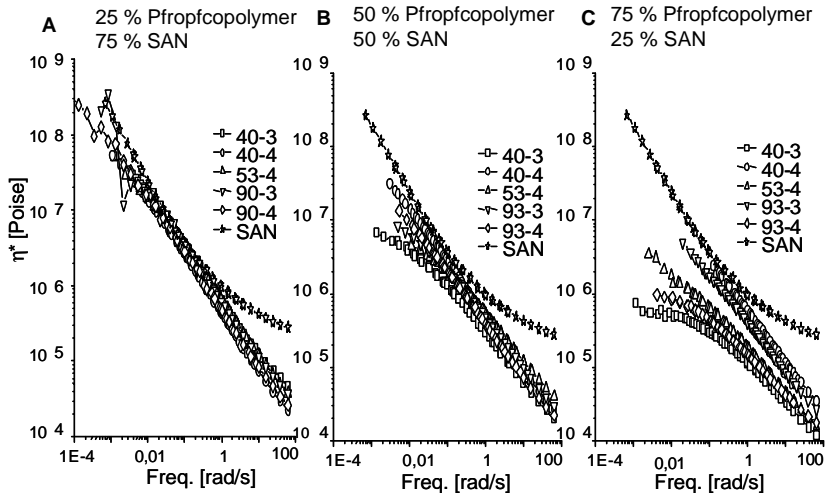 A
25 % Pfropfcopolymer
75 % SAN
10 9
10 8
10 7
10 6
10 5
10 4
η* [Poise]
40-3
40-4
53-4
90-3
90-4
SAN
1E-4
0,01
1
100
Freq. [rad/s]
B
50 % Pfropfcopolymer
50 % SAN
10 9
10 8
10 7
10 6
10 5
10 4
40-3
40-4
53-4
93-3
93-4
SAN
1E-4
0,01
1
100
Freq. [rad/s]
C
75 % Pfropfcopolymer
25 % SAN
10 9
10 8
10 7
10 6
10 5
10 4
40-3
40-4
53-4
93-3
93-4
SAN
1E-4
0,01
1
100
Freq. [rad/s]